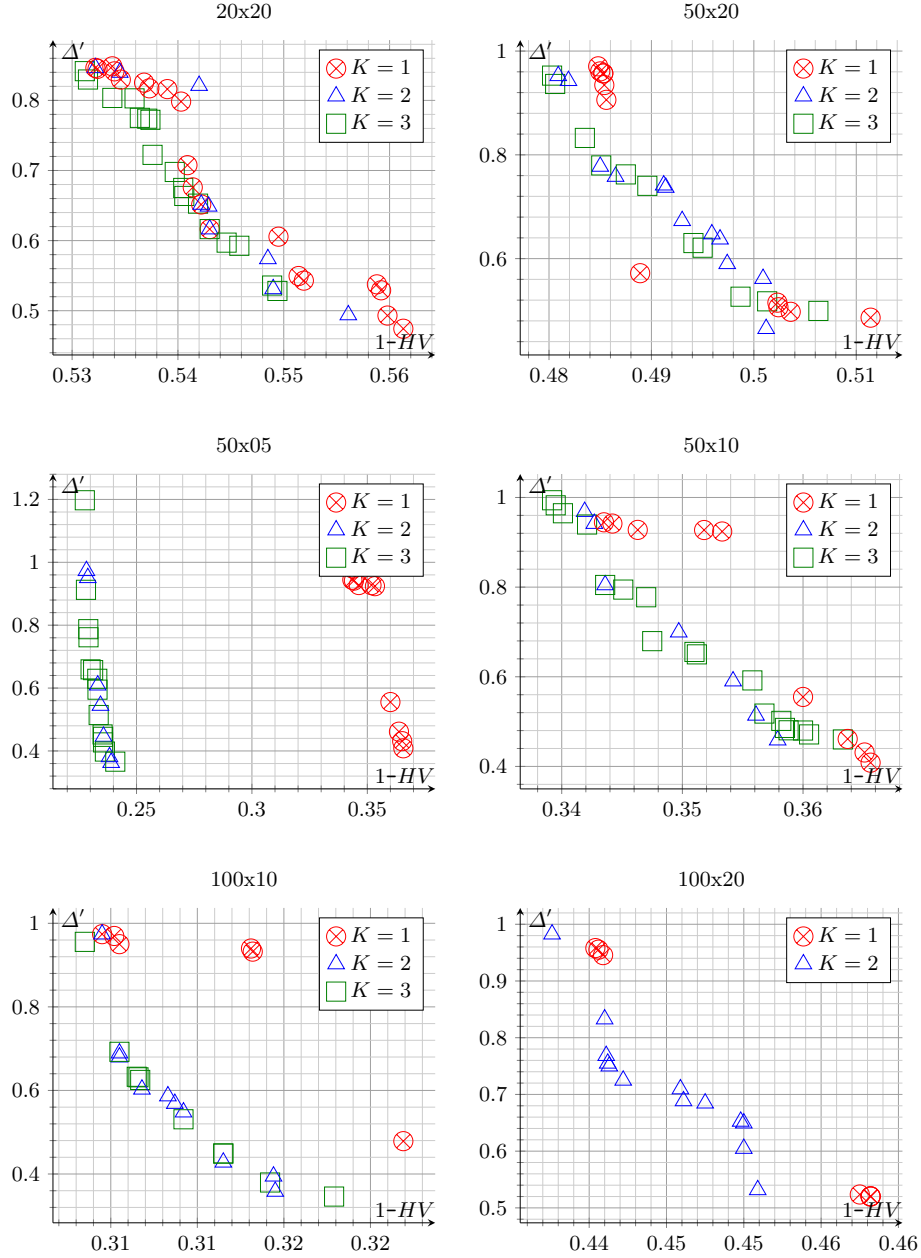 20x20
50x20
Δ′
K = 1
K = 2
K = 3
0.8
0.7
0.6
0.5
1–HV
0.53
0.54
0.55
0.56
Δ′
K = 1
K = 2
K = 3
1
0.8
0.6
1–HV
0.48
0.49
0.5
0.51
50x05
50x10
Δ′
K = 1
K = 2
K = 3
1.2
1
0.8
0.6
0.4
1–HV
0.25
0.3
0.35
Δ′
K = 1
K = 2
K = 3
1
0.8
0.6
0.4
1–HV
0.34
0.35
0.36
100x10
100x20
Δ′
K = 1
K = 2
K = 3
1
0.8
0.6
0.4
1–HV
0.31
0.31
0.32
0.32
Δ′
K = 1
K = 2
1
0.9
0.8
0.7
0.6
0.5
1–HV
0.44
0.44
0.45
0.46
0.46